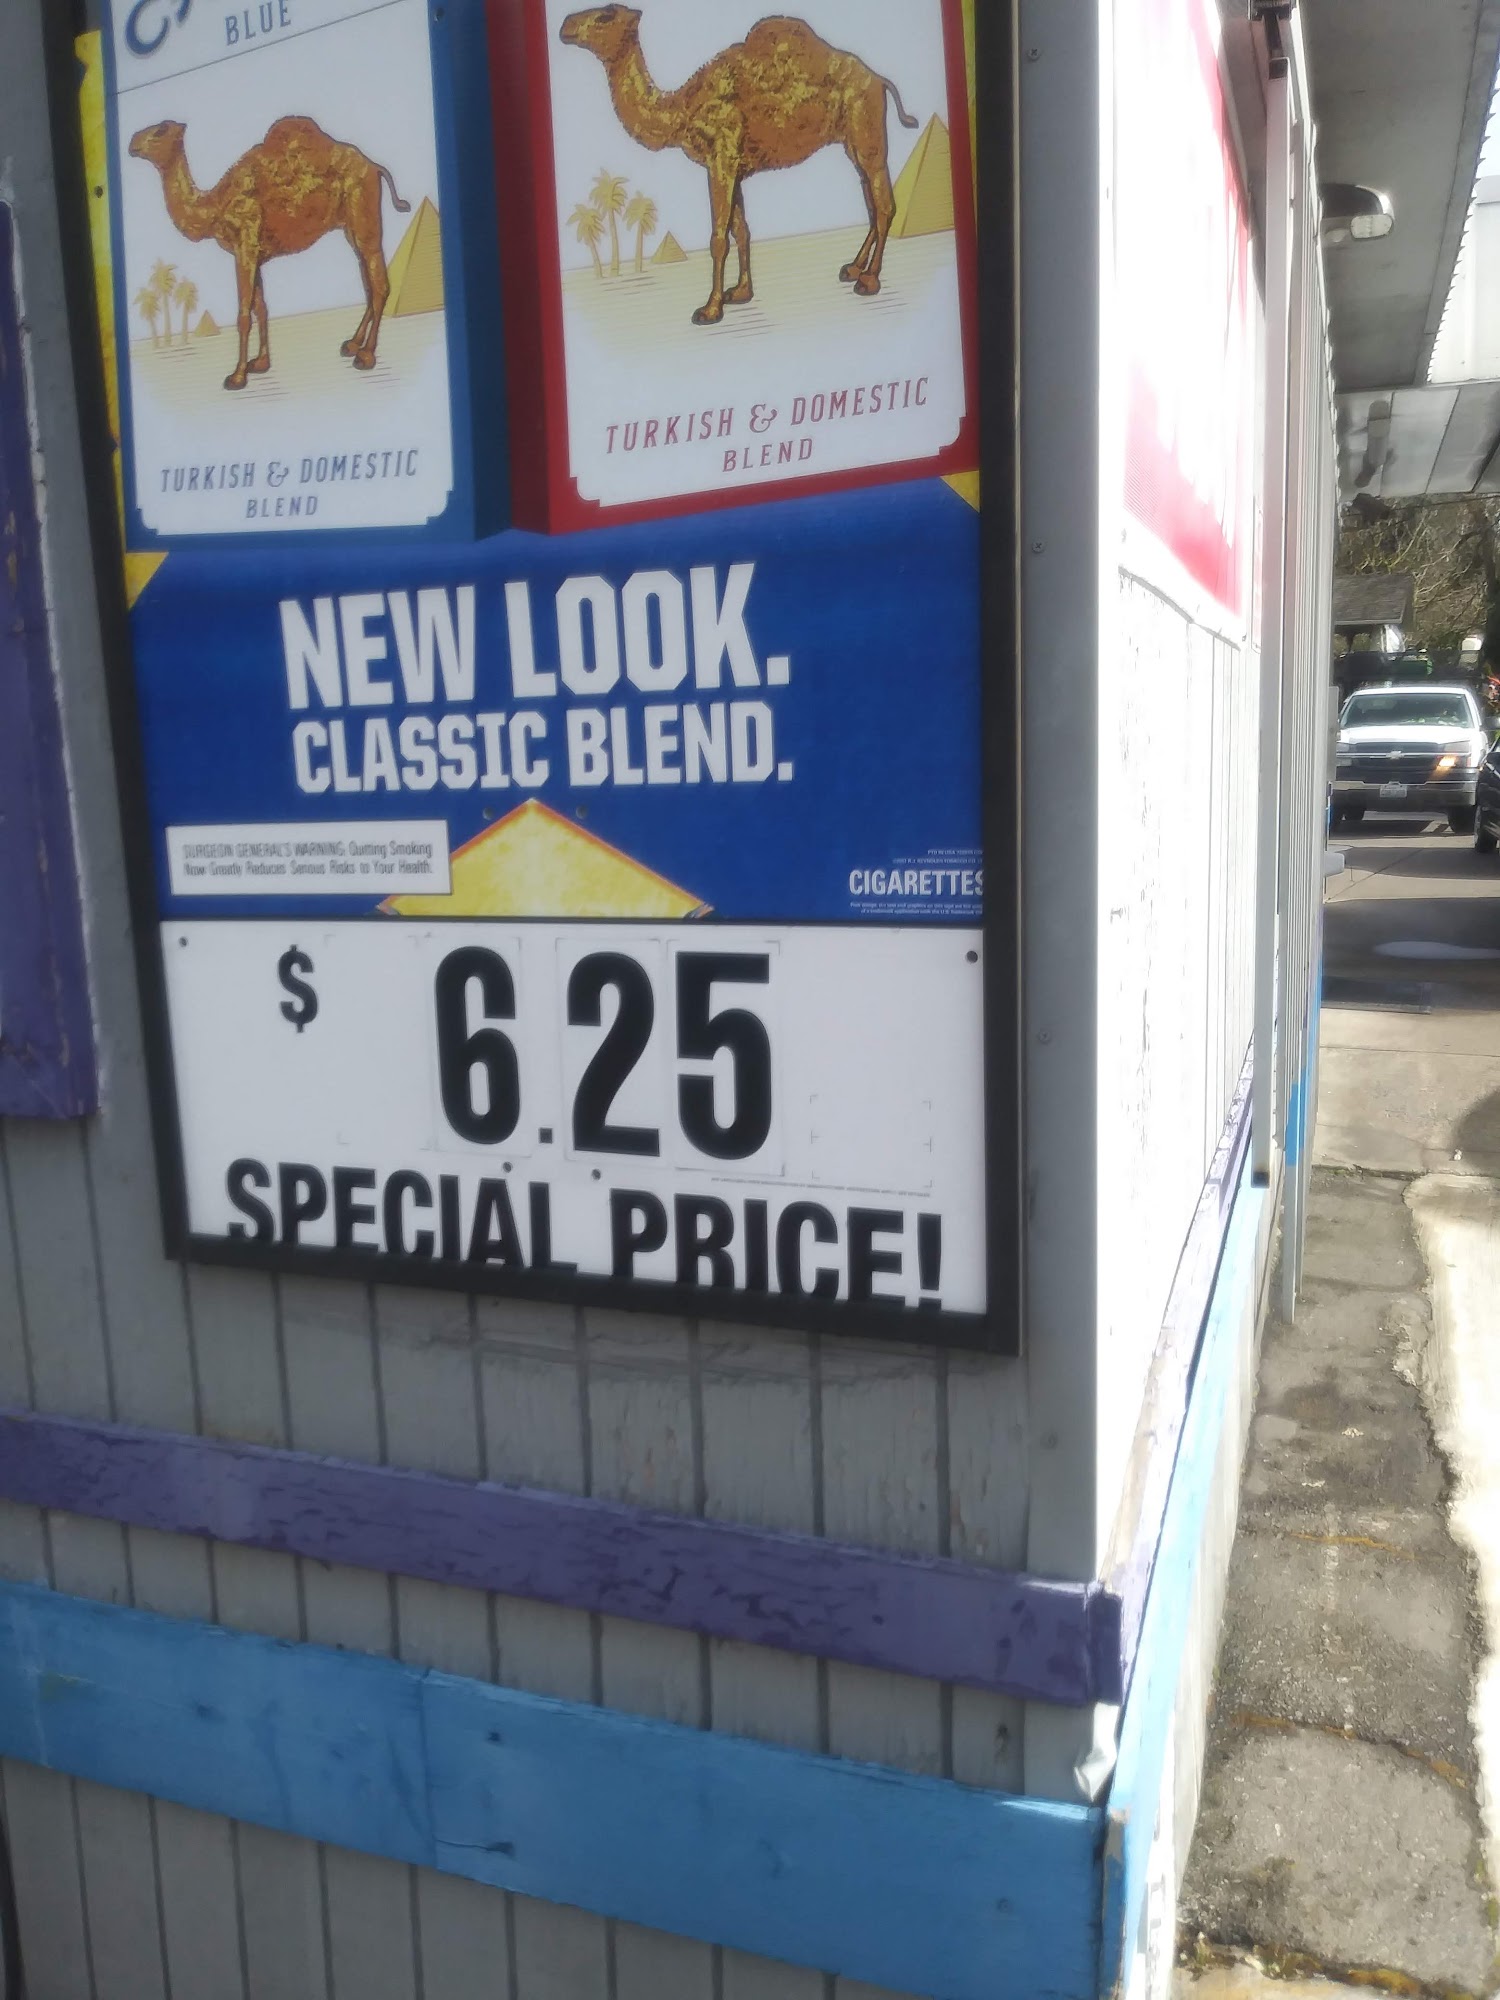 BLUE
TURKISH & DOMESTIC
BLEND
TURKISH & DOMESTIC
BLEND
NEW LOOK.
CLASSIC BLEND.
SURGEON GENERAL'S WARNING: Quitting Smoking
Now Greatly Reduces Serious Risks to Your Health.
CIGARETTES
$ 6.25
SPECIAL PRICE!